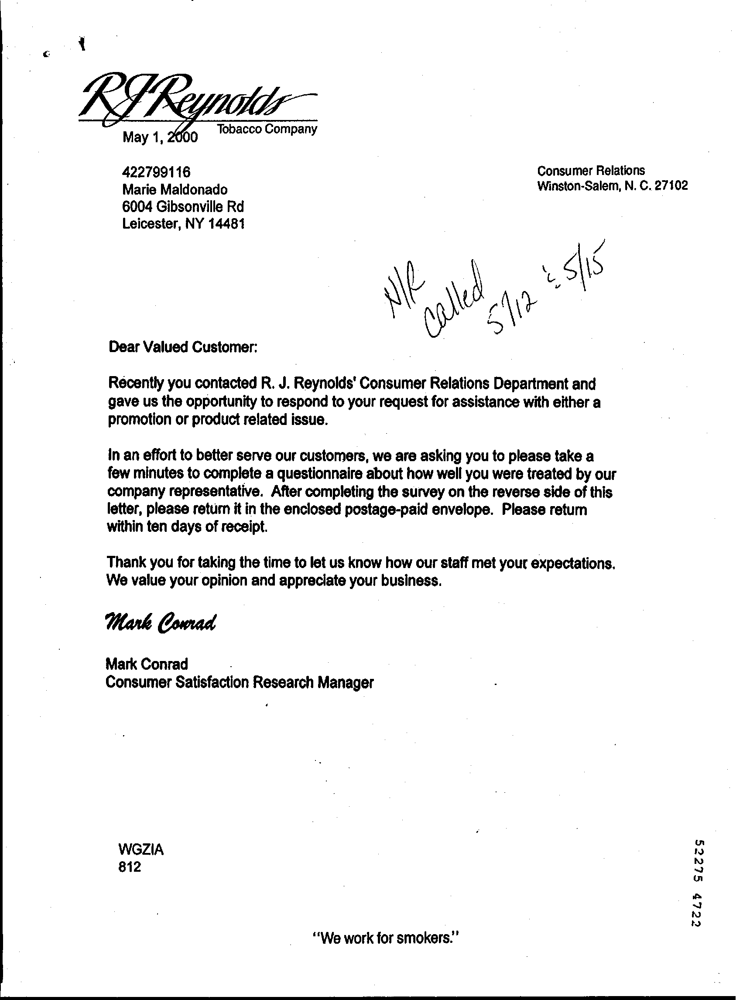 RJReynolds
Tobacco Company
May 1, 2000
422799116
Marie Maldonado
6004 Gibsonville Rd
Leicester, NY 14481
Consumer Relations
Winston-Salem, N. C. 27102
N/R
Called
5/12 & 5/15
Dear Valued Customer:
Recently you contacted R. J. Reynolds' Consumer Relations Department and
gave us the opportunity to respond to your request for assistance with either a
promotion or product related issue.
In an effort to better serve our customers, we are asking you to please take a
few minutes to complete a questionnaire about how well you were treated by our
company representative. After completing the survey on the reverse side of this
letter, please return it in the enclosed postage-paid envelope. Please return
within ten days of receipt.
Thank you for taking the time to let us know how our staff met your expectations.
We value your opinion and appreciate your business.
Mark Conrad
Mark Conrad
Consumer Satisfaction Research Manager
WGZIA
812
52275 4722
"We work for smokers."